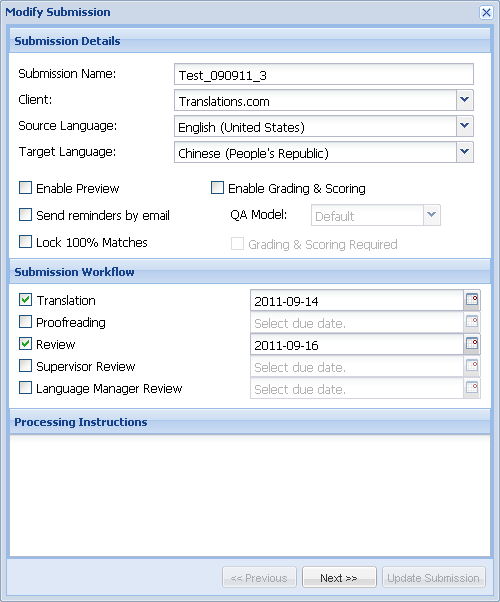 Modify Submission
Submission Details
Submission Name: Test_090911_3
Client: Translations.com
Source Language: English (United States)
Target Language: Chinese (People's Republic)
Enable Preview Enable Grading & Scoring
Send reminders by email QA Model: Default
Lock 100% Matches Grading & Scoring Required
Submission Workflow
Translation 2011-09-14
Proofreading Select due date.
Review 2011-09-16
Supervisor Review Select due date.
Language Manager Review Select due date.
Processing Instructions
<< Previous Next >> Update Submission